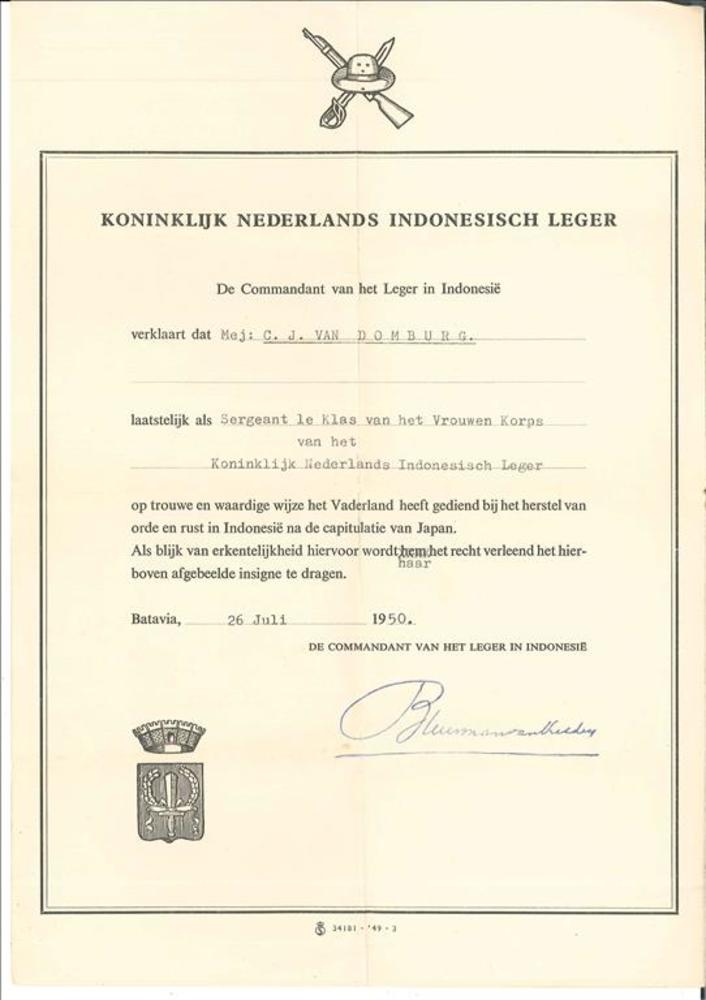 KONINKLIJK NEDERLANDS INDONESISCH LEGER
De Commandant van het Leger in Indonesië
verklaart dat Mej: C. J. VAN D O M B U R G.
laatstelijk als Sergeant 1e Klas van het Vrouwen Korps
van het
Koninklijk Nederlands Indonesisch Leger
op trouwe en waardige wijze het Vaderland heeft gediend bij het herstel van
orde en rust in Indonesië na de capitulatie van Japan.
Als blijk van erkentelijkheid hiervoor wordt hem het recht verleend het hier-
haar
boven afgebeelde insigne te dragen.
Batavia, 26 Juli 1950.
DE COMMANDANT VAN HET LEGER IN INDONESIË
34181 - '49 - 3